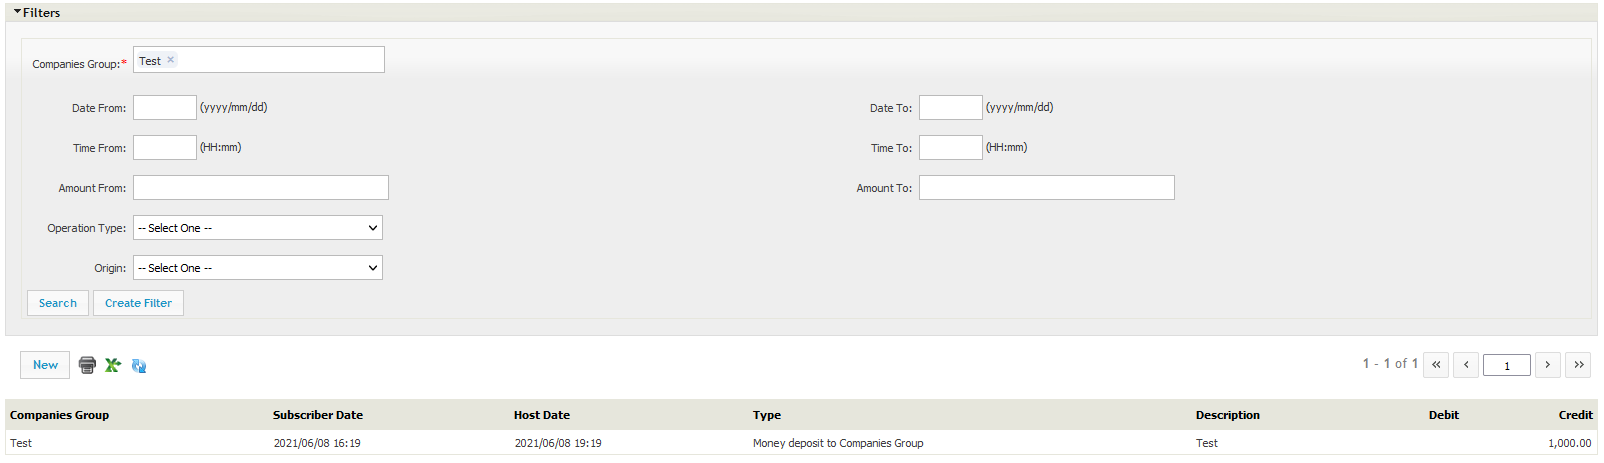 Filters
Companies Group:* Test ×
Date From: (yyyy/mm/dd) Date To: (yyyy/mm/dd)
Time From: (HH:mm) Time To: (HH:mm)
Amount From: Amount To:
Operation Type: -- Select One --
Origin: -- Select One --
Search Create Filter
New 1 - 1 of 1 « ‹ 1 › »
Companies Group Subscriber Date Host Date Type Description Debit Credit
Test 2021/06/08 16:19 2021/06/08 19:19 Money deposit to Companies Group Test 1,000.00